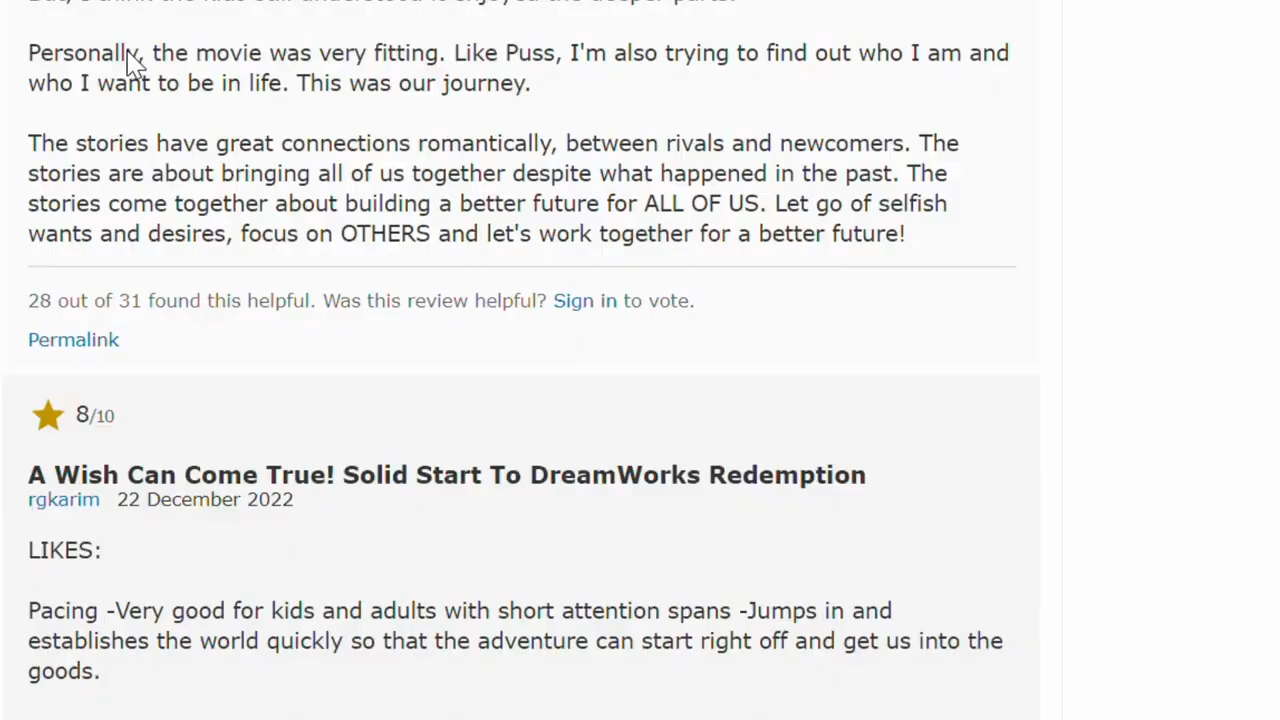 Personally, the movie was very fitting. Like Puss, I'm also trying to find out who I am and
who I want to be in life. This was our journey.
The stories have great connections romantically, between rivals and newcomers. The
stories are about bringing all of us together despite what happened in the past. The
stories come together about building a better future for ALL OF US. Let go of selfish
wants and desires, focus on OTHERS and let's work together for a better future!
28 out of 31 found this helpful. Was this review helpful? Sign in to vote.
Permalink
8/10
A Wish Can Come True! Solid Start To DreamWorks Redemption
rgkarim 22 December 2022
LIKES:
Pacing -Very good for kids and adults with short attention spans -Jumps in and
establishes the world quickly so that the adventure can start right off and get us into the
goods.